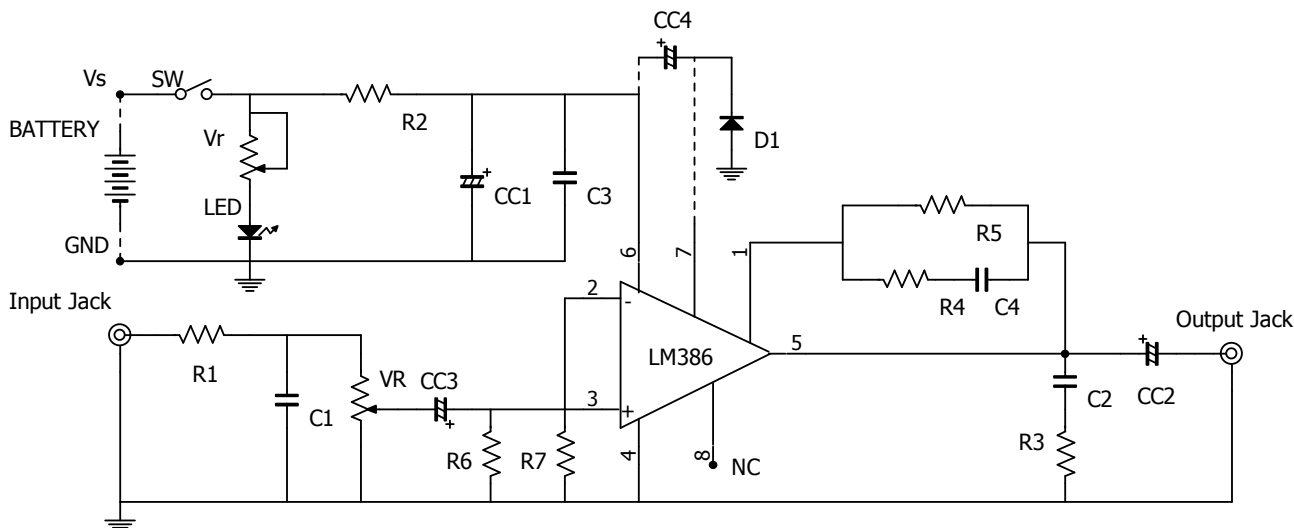 CC4
Vs
SW
BATTERY
R2
Vr
D1
CC1
C3
LED
GND
6
7
1
R5
R4
C4
Input Jack
2
-
LM386
5
Output Jack
R1
VR
CC3
3
+
C1
C2
CC2
R6
R7
4
8
NC
R3
+
+
+
+